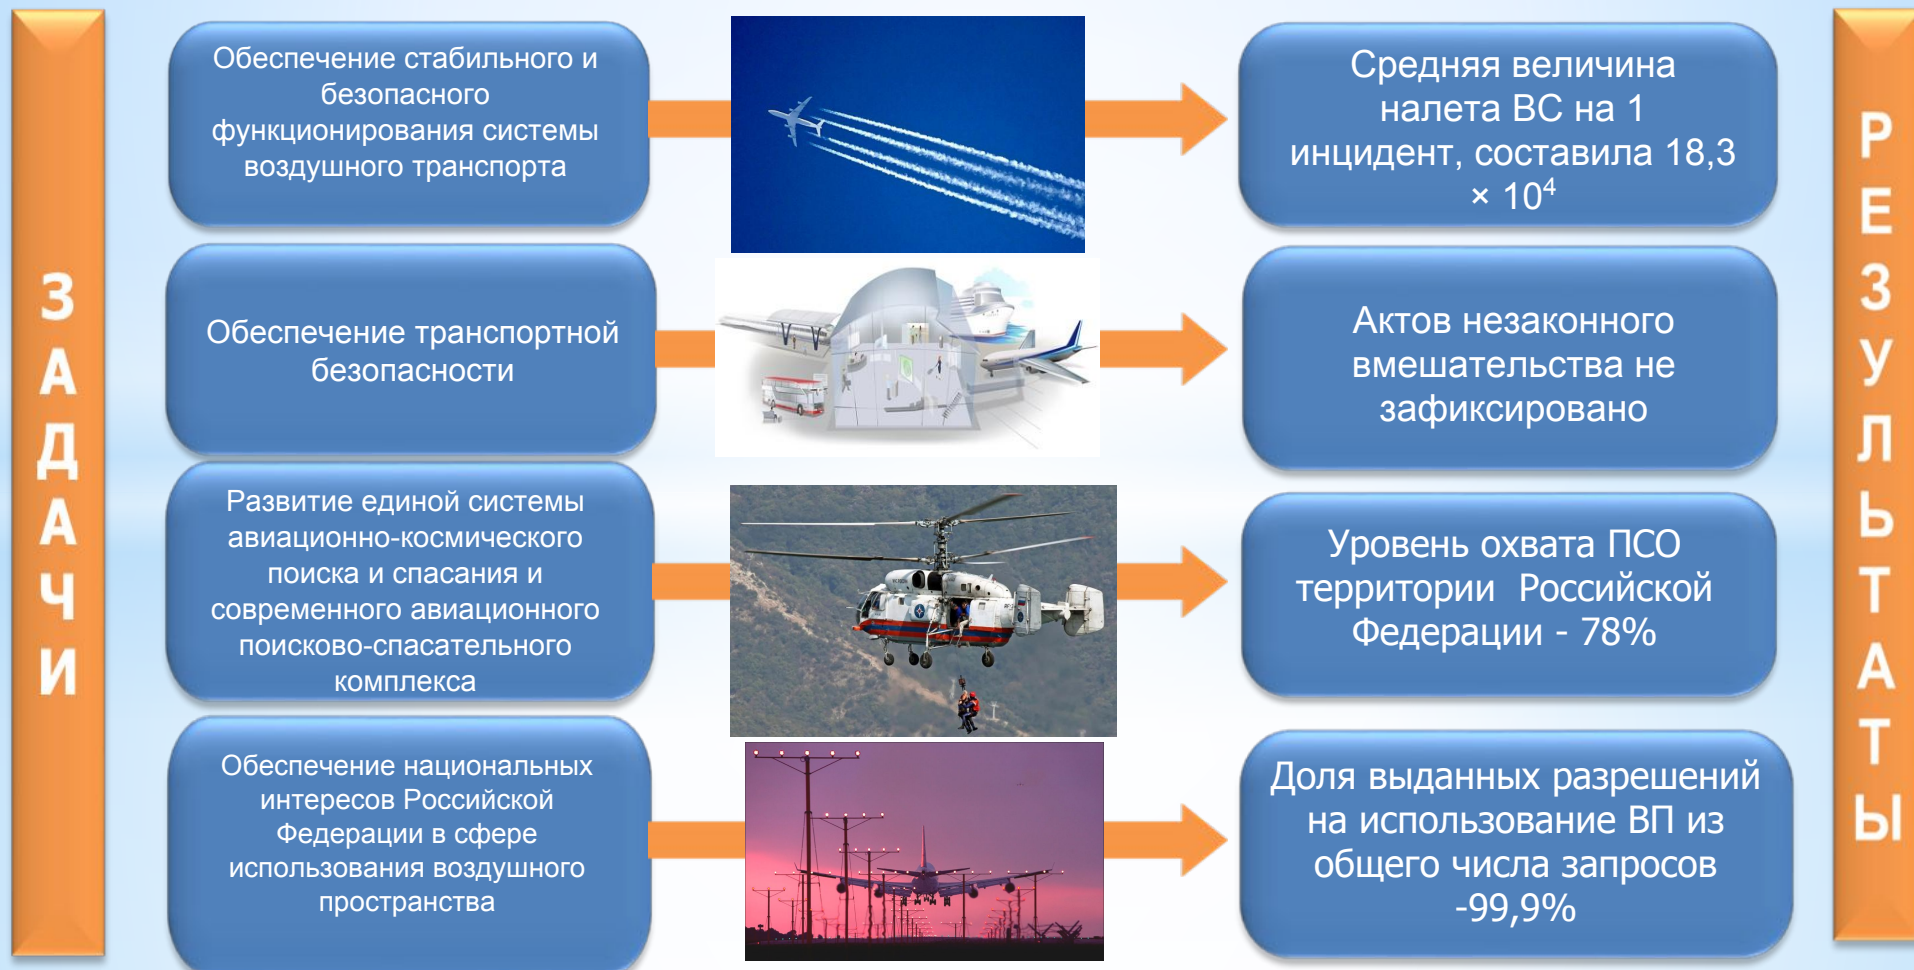 ЗАДАЧИ
Обеспечение стабильного и
безопасного
функционирования системы
воздушного транспорта
Средняя величина
налета ВС на 1
инцидент, составила 18,3
× 10⁴
Обеспечение транспортной
безопасности
Актов незаконного
вмешательства не
зафиксировано
Развитие единой системы
авиационно-космического
поиска и спасания и
современного авиационного
поисково-спасательного
комплекса
Уровень охвата ПСО
территории Российской
Федерации - 78%
Обеспечение национальных
интересов Российской
Федерации в сфере
использования воздушного
пространства
Доля выданных разрешений
на использование ВП из
общего числа запросов
-99,9%
РЕЗУЛЬТАТЫ